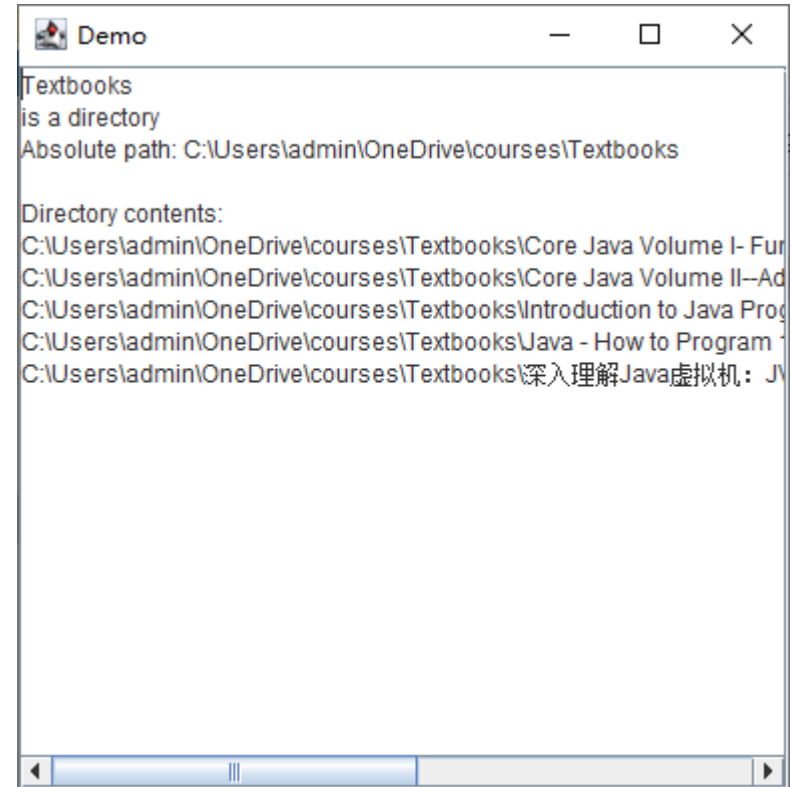 Demo
Textbooks
is a directory
Absolute path: C:\Users\admin\OneDrive\courses\Textbooks
Directory contents:
C:\Users\admin\OneDrive\courses\Textbooks\Core Java Volume I- Fur
C:\Users\admin\OneDrive\courses\Textbooks\Core Java Volume II--Ad
C:\Users\admin\OneDrive\courses\Textbooks\Introduction to Java Prog
C:\Users\admin\OneDrive\courses\Textbooks\Java - How to Program
C:\Users\admin\OneDrive\courses\Textbooks\深入理解Java虚拟机：J